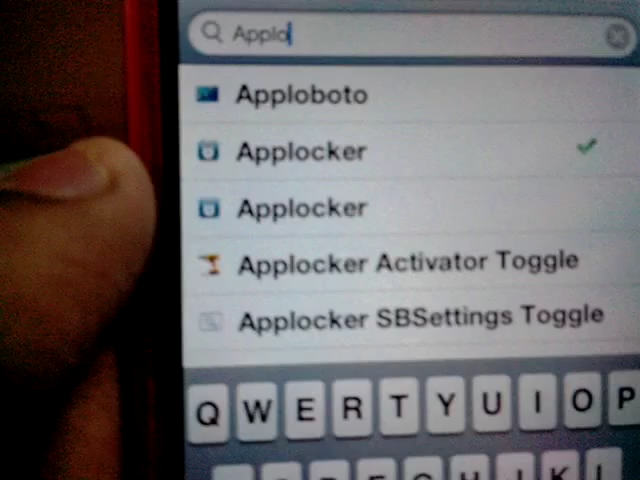 Applo
Apploboto
Applocker
Applocker
Applocker Activator Toggle
Applocker SBSettings Toggle
Q W E R T Y U I O P